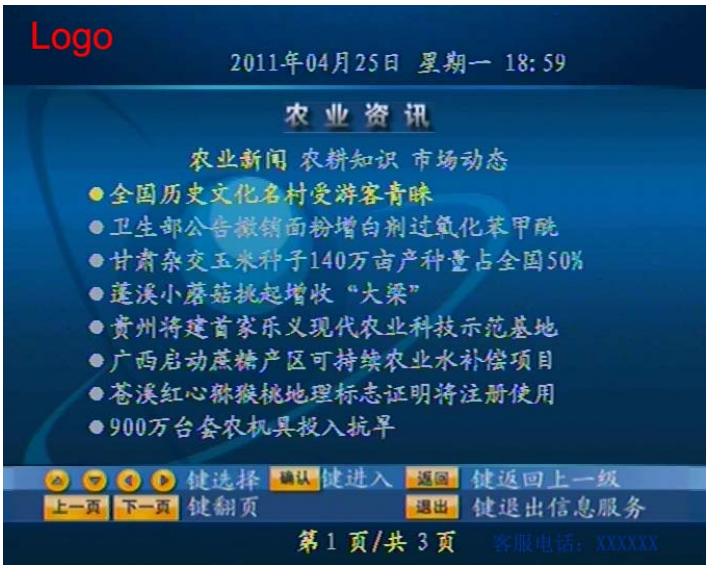 Logo
2011年04月25日 星期一 18:59
农业资讯
农业新闻 农耕知识 市场动态
●全国历史文化名村受游客青睐
●卫生部公告撤销面粉增白剂过氧化苯甲酰
●甘肃杂交玉米种子140万亩产种量占全国50%
●蓬溪小蘑菇挑起增收“大梁”
●贵州将建首家乐义现代农业科技示范基地
●广西启动蔗糖产区可持续农业水补偿项目
●苍溪红心猕猴桃地理标志证明将注册使用
●900万台套农机具投入抗旱
键选择 确认 键进入 返回 键返回上一级
上一页 下一页 键翻页 退出 键退出信息服务
第1页/共3页 客服电话：XXXXXX